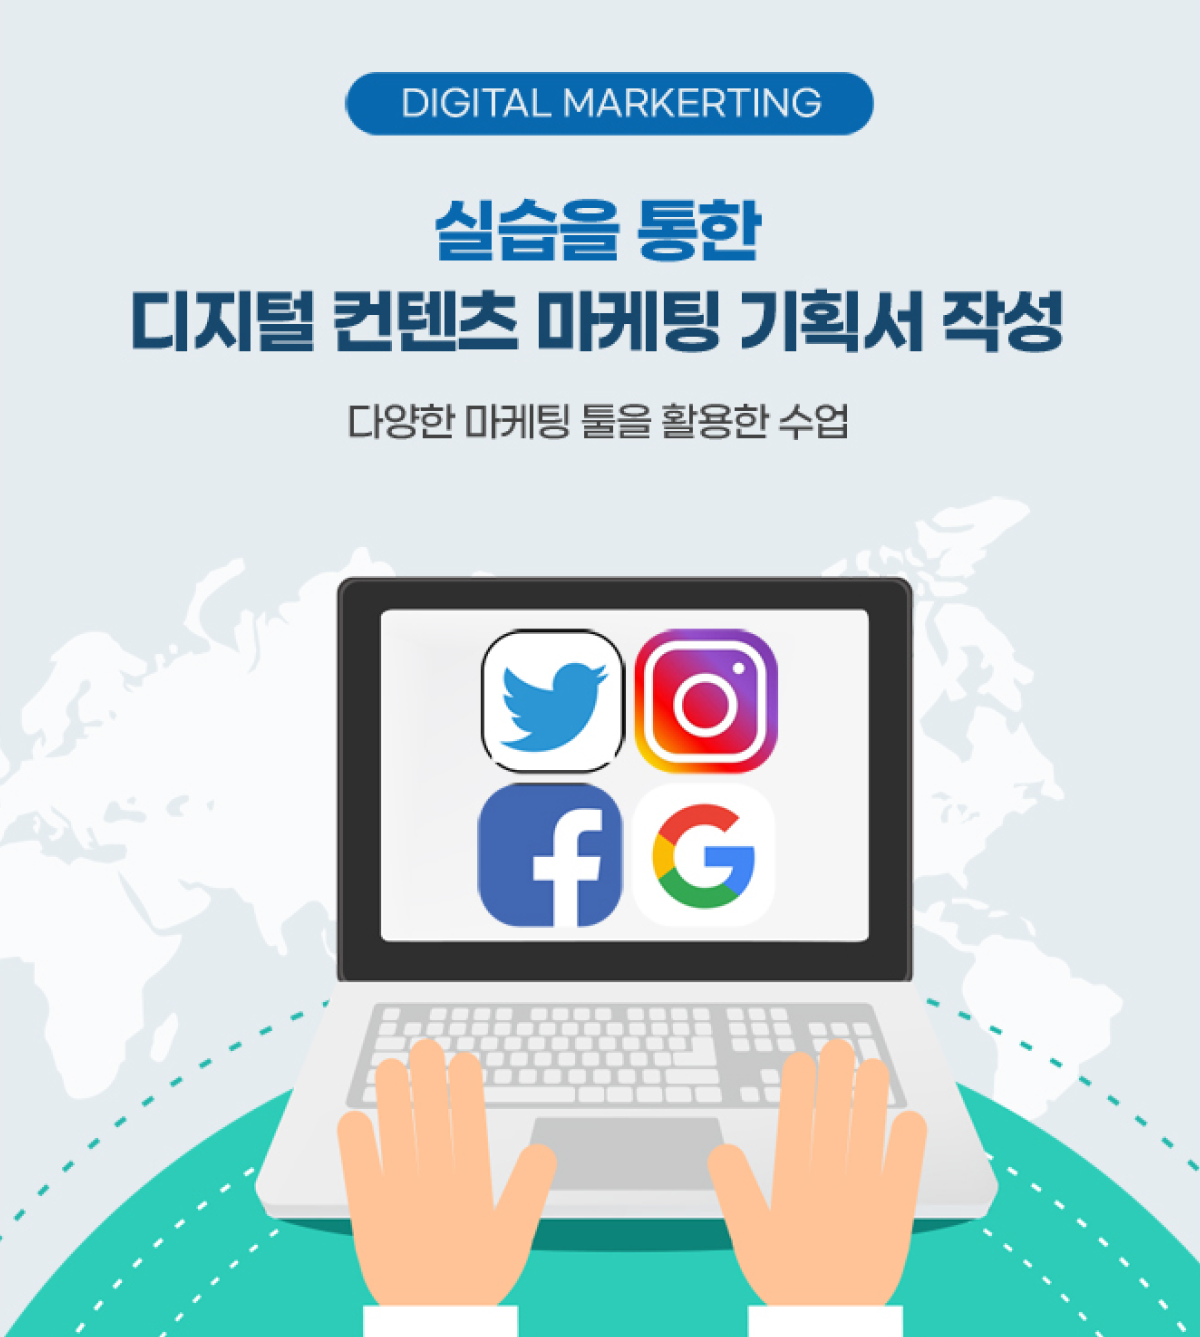 DIGITAL MARKERTING
실습을 통한
디지털 컨텐츠 마케팅 기획서 작성
다양한 마케팅 툴을 활용한 수업